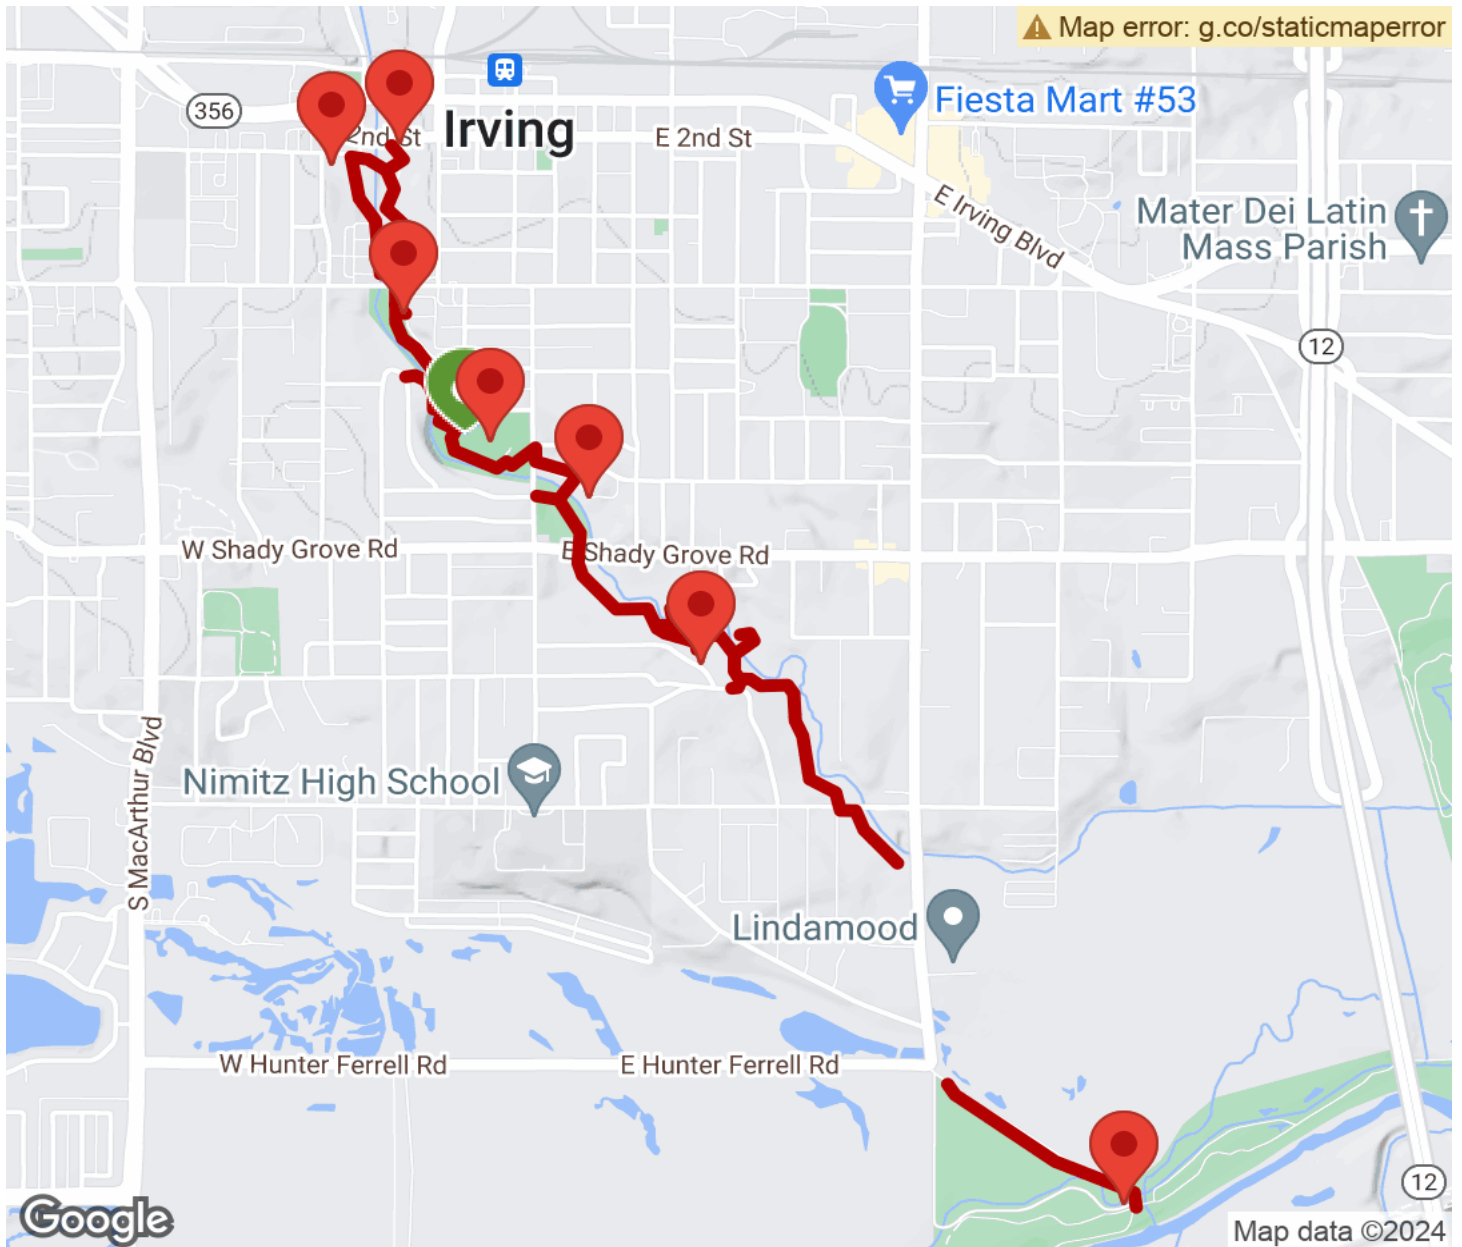 Map error: g.co/staticmaperror
356
2nd St
Irving
E 2nd St
Fiesta Mart #53
E Irving Blvd
Mater Dei Latin
Mass Parish
12
W Shady Grove Rd
E Shady Grove Rd
S MacArthur Blvd
Nimitz High School
Lindamood
W Hunter Ferrell Rd
E Hunter Ferrell Rd
12
Google
Map data ©2024